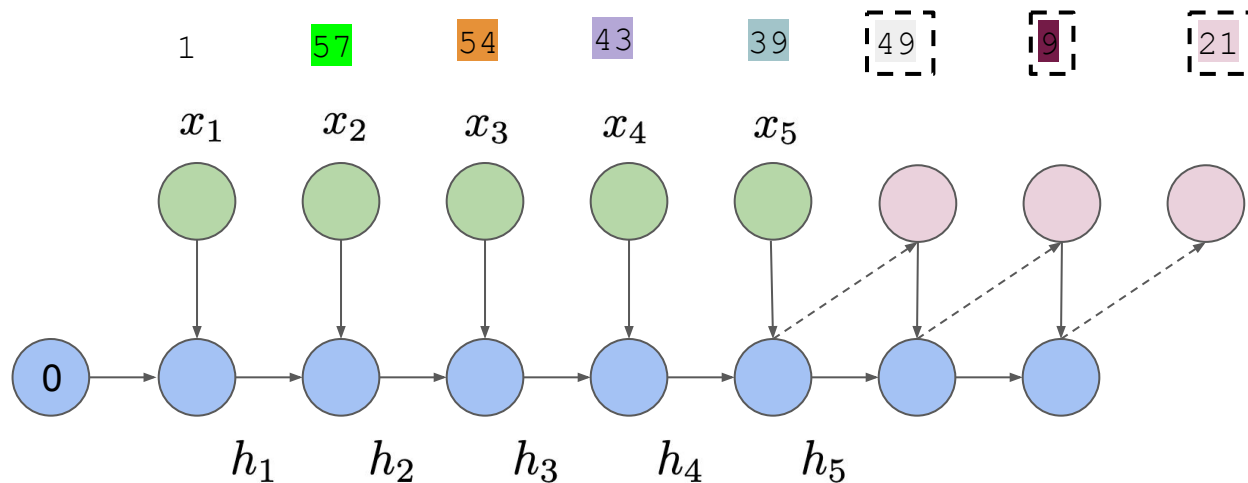 1 57 54 43 39 49 9 21
x₁ x₂ x₃ x₄ x₅
0
h₁ h₂ h₃ h₄ h₅